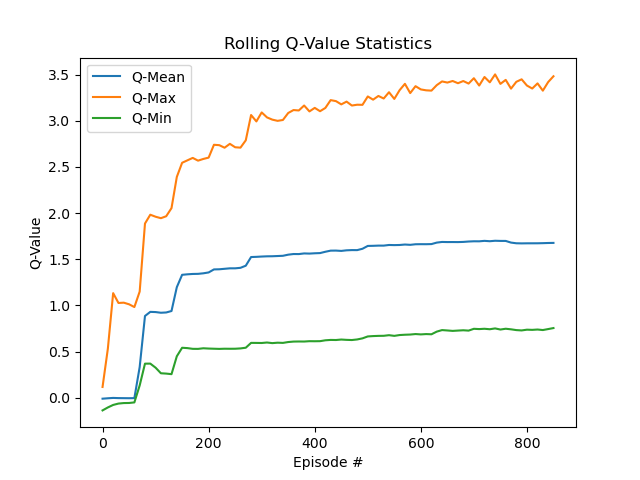 Rolling Q-Value Statistics
Q-Mean
Q-Max
Q-Min
3.5
3.0
2.5
2.0
1.5
1.0
0.5
0.0
Q-Value
0 200 400 600 800
Episode #